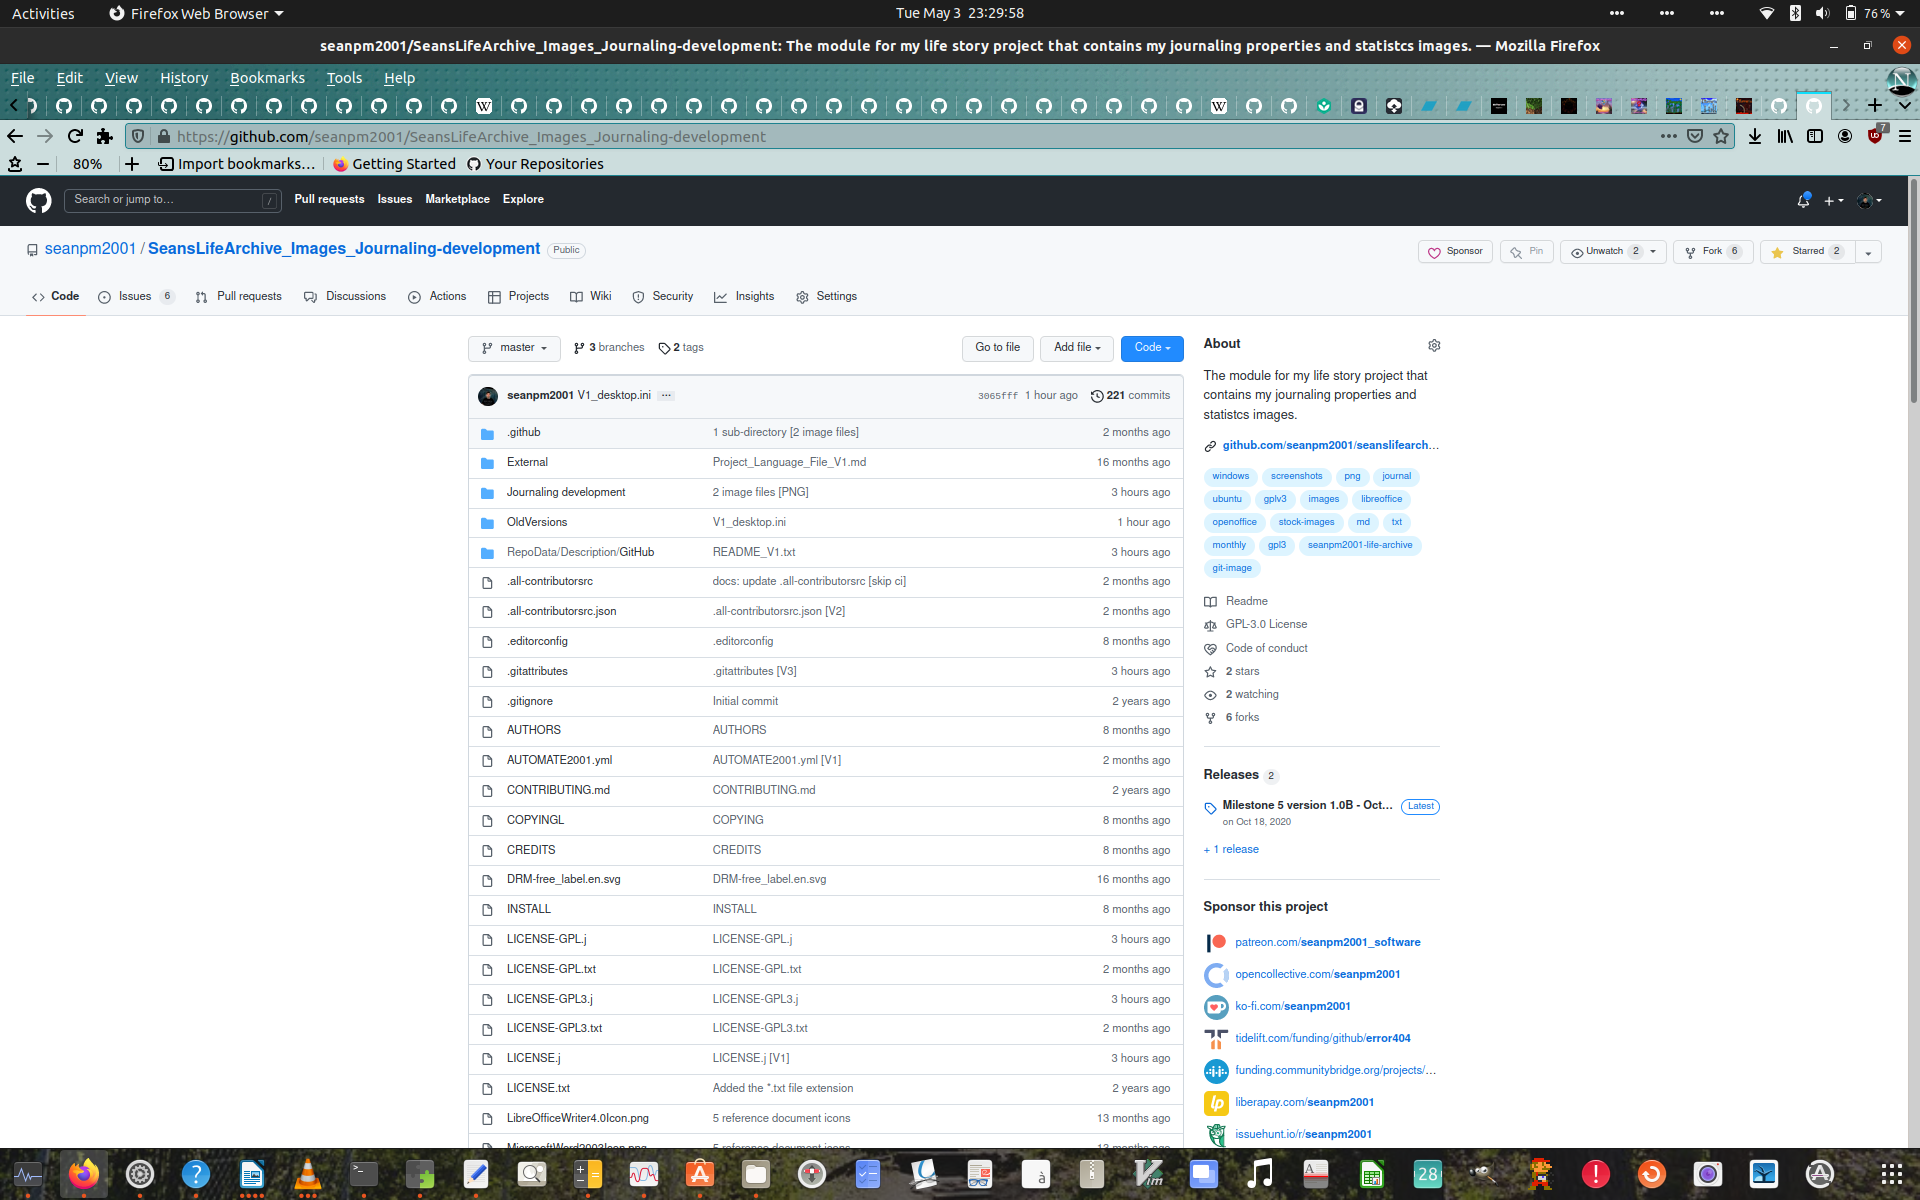 Activities
Firefox Web Browser
Tue May 3 23:29:58
76 %
seanpm2001/SeansLifeArchive_Images_Journaling-development: The module for my life story project that contains my journaling properties and statistcs images. — Mozilla Firefox
File Edit View History Bookmarks Tools Help
https://github.com/seanpm2001/SeansLifeArchive_Images_Journaling-development
7
80% Import bookmarks… Getting Started Your Repositories
Search or jump to… /
Pull requests Issues Marketplace Explore
seanpm2001 / SeansLifeArchive_Images_Journaling-development Public
Sponsor Pin Unwatch 2 Fork 6 Starred 2
Code Issues 6 Pull requests Discussions Actions Projects Wiki Security Insights Settings
master 3 branches 2 tags Go to file Add file Code
seanpm2001 V1_desktop.ini ··· 3065fff 1 hour ago 221 commits
.github 1 sub-directory [2 image files] 2 months ago
External Project_Language_File_V1.md 16 months ago
Journaling development 2 image files [PNG] 3 hours ago
OldVersions V1_desktop.ini 1 hour ago
RepoData/Description/GitHub README_V1.txt 3 hours ago
.all-contributorsrc docs: update .all-contributorsrc [skip ci] 2 months ago
.all-contributorsrc.json .all-contributorsrc.json [V2] 2 months ago
.editorconfig .editorconfig 8 months ago
.gitattributes .gitattributes [V3] 3 hours ago
.gitignore Initial commit 2 years ago
AUTHORS AUTHORS 8 months ago
AUTOMATE2001.yml AUTOMATE2001.yml [V1] 2 months ago
CONTRIBUTING.md CONTRIBUTING.md 2 years ago
COPYINGL COPYING 8 months ago
CREDITS CREDITS 8 months ago
DRM-free_label.en.svg DRM-free_label.en.svg 16 months ago
INSTALL INSTALL 8 months ago
LICENSE-GPL.j LICENSE-GPL.j 3 hours ago
LICENSE-GPL.txt LICENSE-GPL.txt 2 months ago
LICENSE-GPL3.j LICENSE-GPL3.j 3 hours ago
LICENSE-GPL3.txt LICENSE-GPL3.txt 2 months ago
LICENSE.j LICENSE.j [V1] 3 hours ago
LICENSE.txt Added the *.txt file extension 2 years ago
LibreOfficeWriter4.0Icon.png 5 reference document icons 13 months ago
MicrosoftWord2003Icon.png 5 reference document icons 13 months ago
About
The module for my life story project that
contains my journaling properties and
statistcs images.
github.com/seanpm2001/seanslifearch…
windows screenshots png journal
ubuntu gplv3 images libreoffice
openoffice stock-images md txt
monthly gpl3 seanpm2001-life-archive
git-image
Readme
GPL-3.0 License
Code of conduct
2 stars
2 watching
6 forks
Releases 2
Milestone 5 version 1.0B - Oct… Latest
on Oct 18, 2020
+ 1 release
Sponsor this project
patreon.com/seanpm2001_software
opencollective.com/seanpm2001
ko-fi.com/seanpm2001
tidelift.com/funding/github/error404
funding.communitybridge.org/projects/…
liberapay.com/seanpm2001
issuehunt.io/r/seanpm2001
28